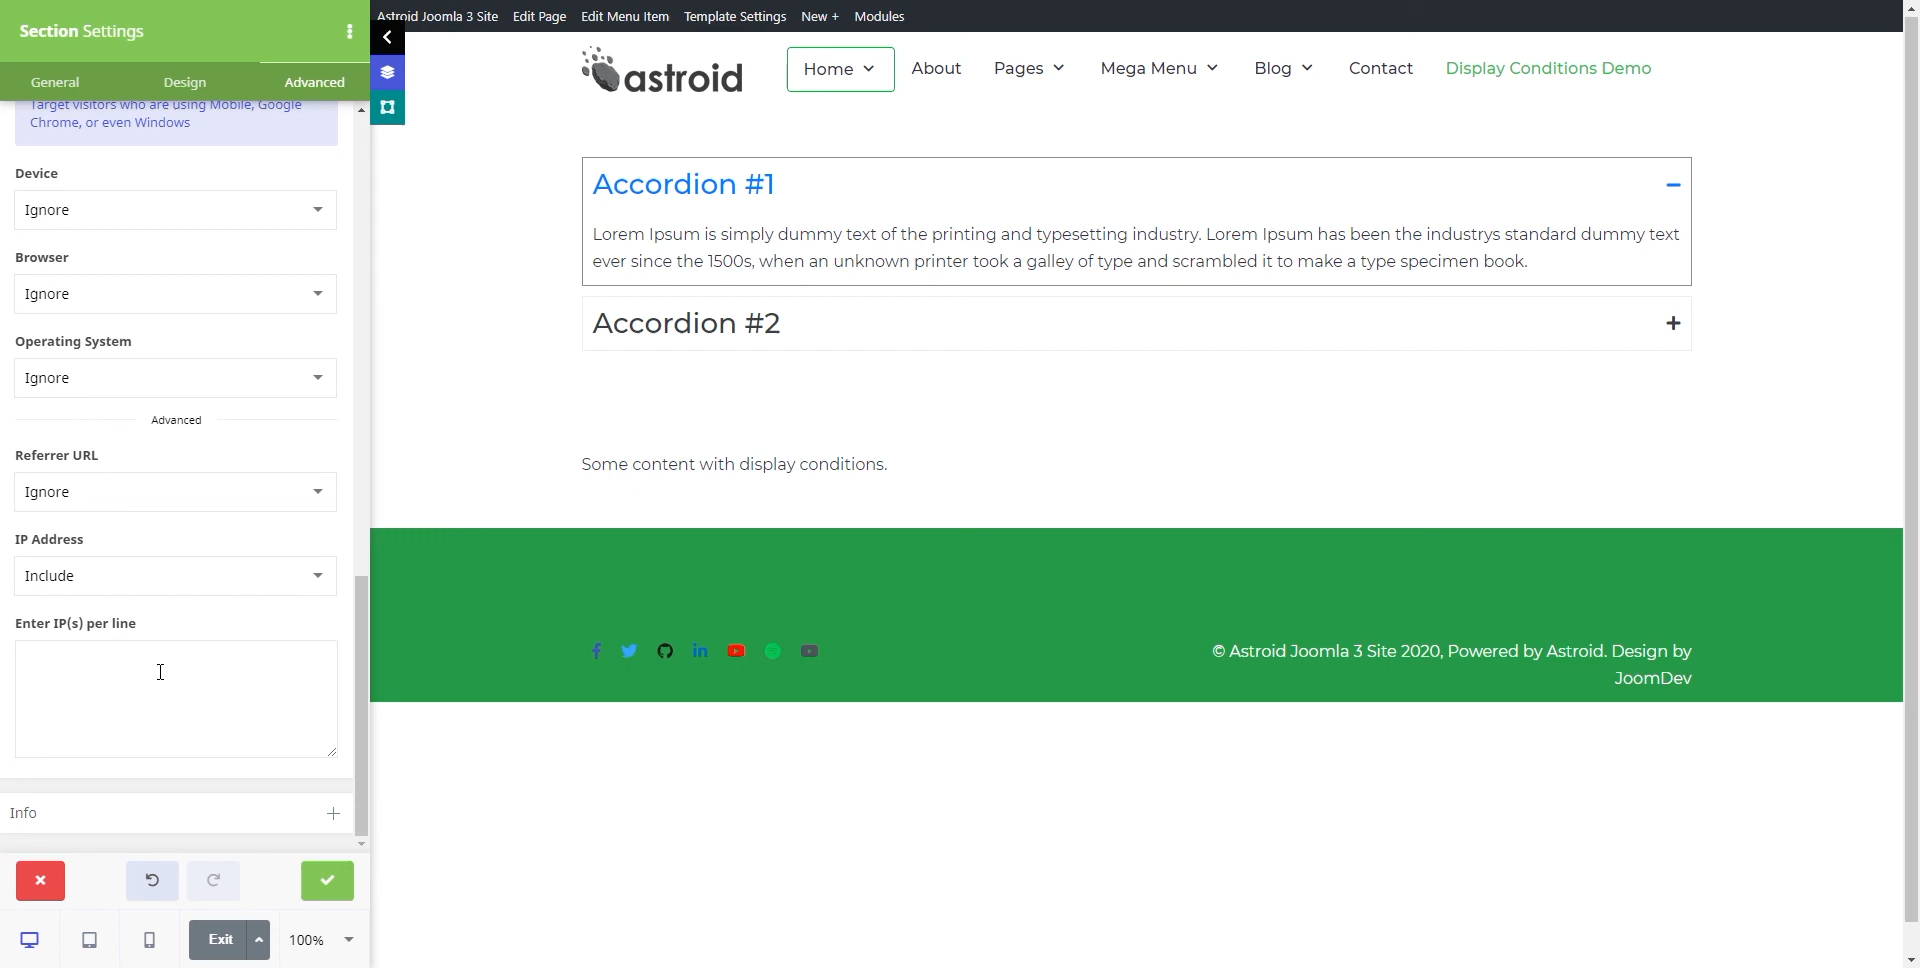 Section Settings
General
Design
Advanced
Target visitors who are using Mobile, Google
Chrome, or even Windows
Device
Ignore
Browser
Ignore
Operating System
Ignore
Advanced
Referrer URL
Ignore
IP Address
Include
Enter IP(s) per line
Info
Exit
100%
Astroid Joomla 3 Site
Edit Page
Edit Menu Item
Template Settings
New +
Modules
astroid
Home
About
Pages
Mega Menu
Blog
Contact
Display Conditions Demo
Accordion #1
Lorem Ipsum is simply dummy text of the printing and typesetting industry. Lorem Ipsum has been the industrys standard dummy text
ever since the 1500s, when an unknown printer took a galley of type and scrambled it to make a type specimen book.
Accordion #2
Some content with display conditions.
© Astroid Joomla 3 Site 2020, Powered by Astroid. Design by
JoomDev